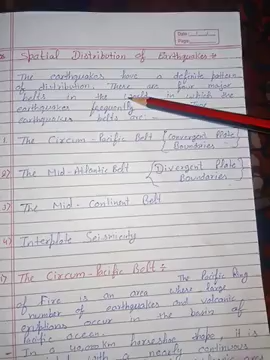 Date
Page
Spatial Distribution of Earthquakes :-
The earthquakes have a definite pattern
of distribution. There are four major
belts in the world in which the
earthquakes frequently
earthquakes belts are: -
1. The Circum-Pacific Belt (Convergent Plate
Boundaries
2) The Mid-Atlantic Belt (Divergent Plate
Boundaries)
3) The Mid-Continent Belt
4) Interplate Seismicity
1) The Circum-Pacific Belt :-
The Pacific Ring
of Fire is an area where large
number of earthquakes and volcanic
eruptions occur in the basin of
Pacific ocean.
In a 40,000 km horseshoe shape, it is
with a nearly continuous